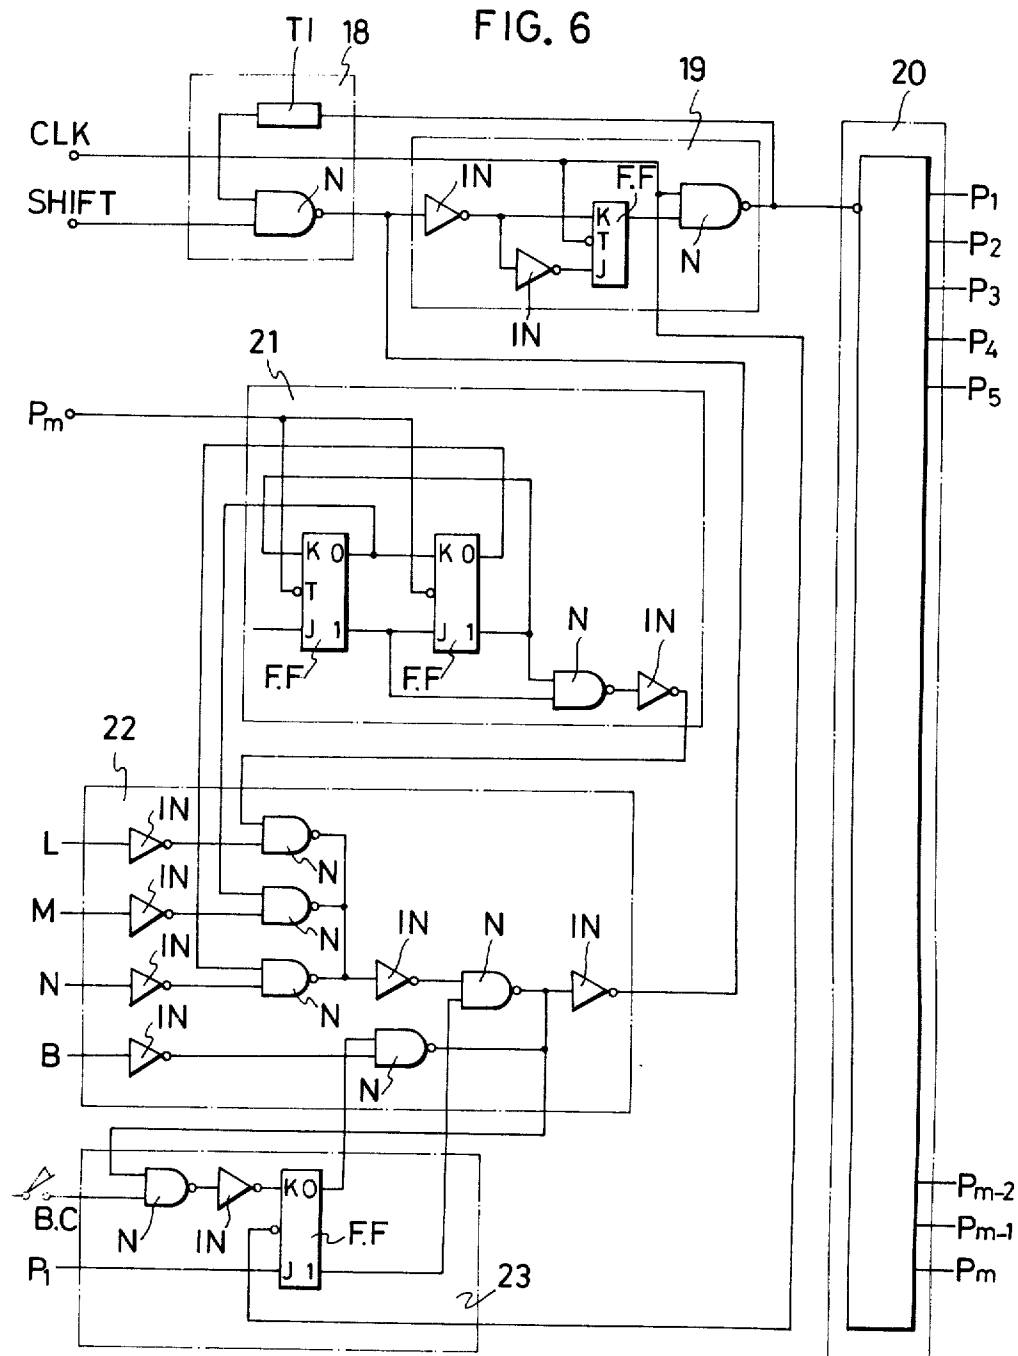 FIG. 6
TI
18
19
20
CLK
IN
F.F
N
SHIFT
K
T
J
N
IN
P1
P2
P3
P4
P5
21
Pm
K 0
T
J 1
F.F
K 0
J 1
F.F
N
IN
22
L
IN
N
M
IN
N
IN
N
IN
N
IN
N
B
IN
N
23
B.C
N
IN
K 0
J 1
F.F
P1
Pm-2
Pm-1
Pm